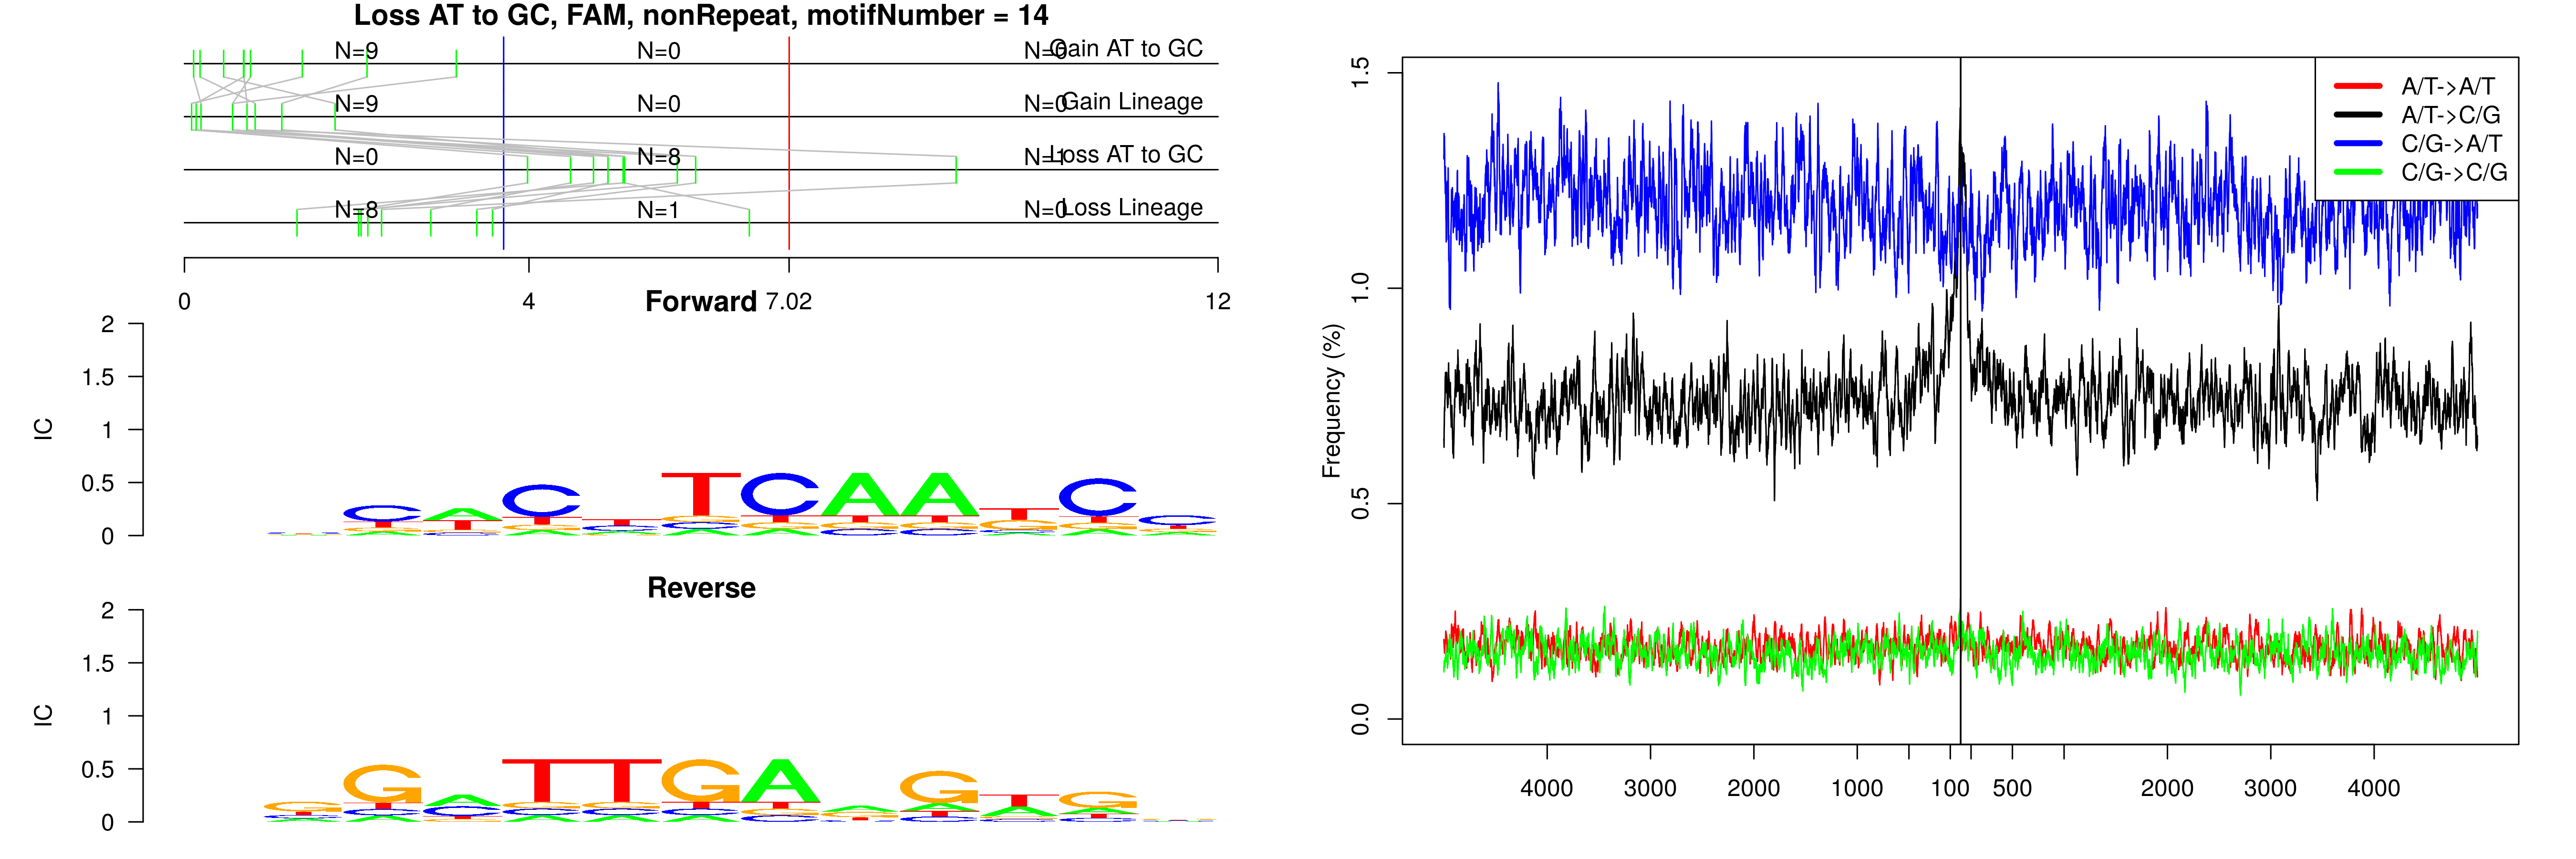 Loss AT to GC, FAM, nonRepeat, motifNumber = 14
N=9 N=0 N=0 Gain AT to GC
N=9 N=0 N=0 Gain Lineage
N=0 N=8 N=1 Loss AT to GC
N=8 N=1 N=0 Loss Lineage
0 4 7.02 12
Forward
2
1.5
1
0.5
0
IC
C A C T T C A A T C C
Reverse
2
1.5
1
0.5
0
IC
G G A T T G A A G T G
1.5
1.0
0.5
0.0
Frequency (%)
A/T->A/T
A/T->C/G
C/G->A/T
C/G->C/G
4000 3000 2000 1000 100 500 2000 3000 4000